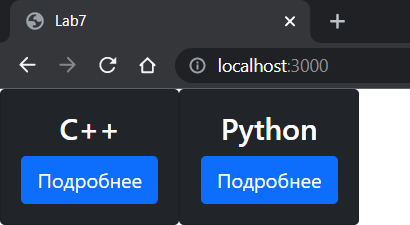 Lab7
localhost:3000
C++ Python
Подробнее Подробнее